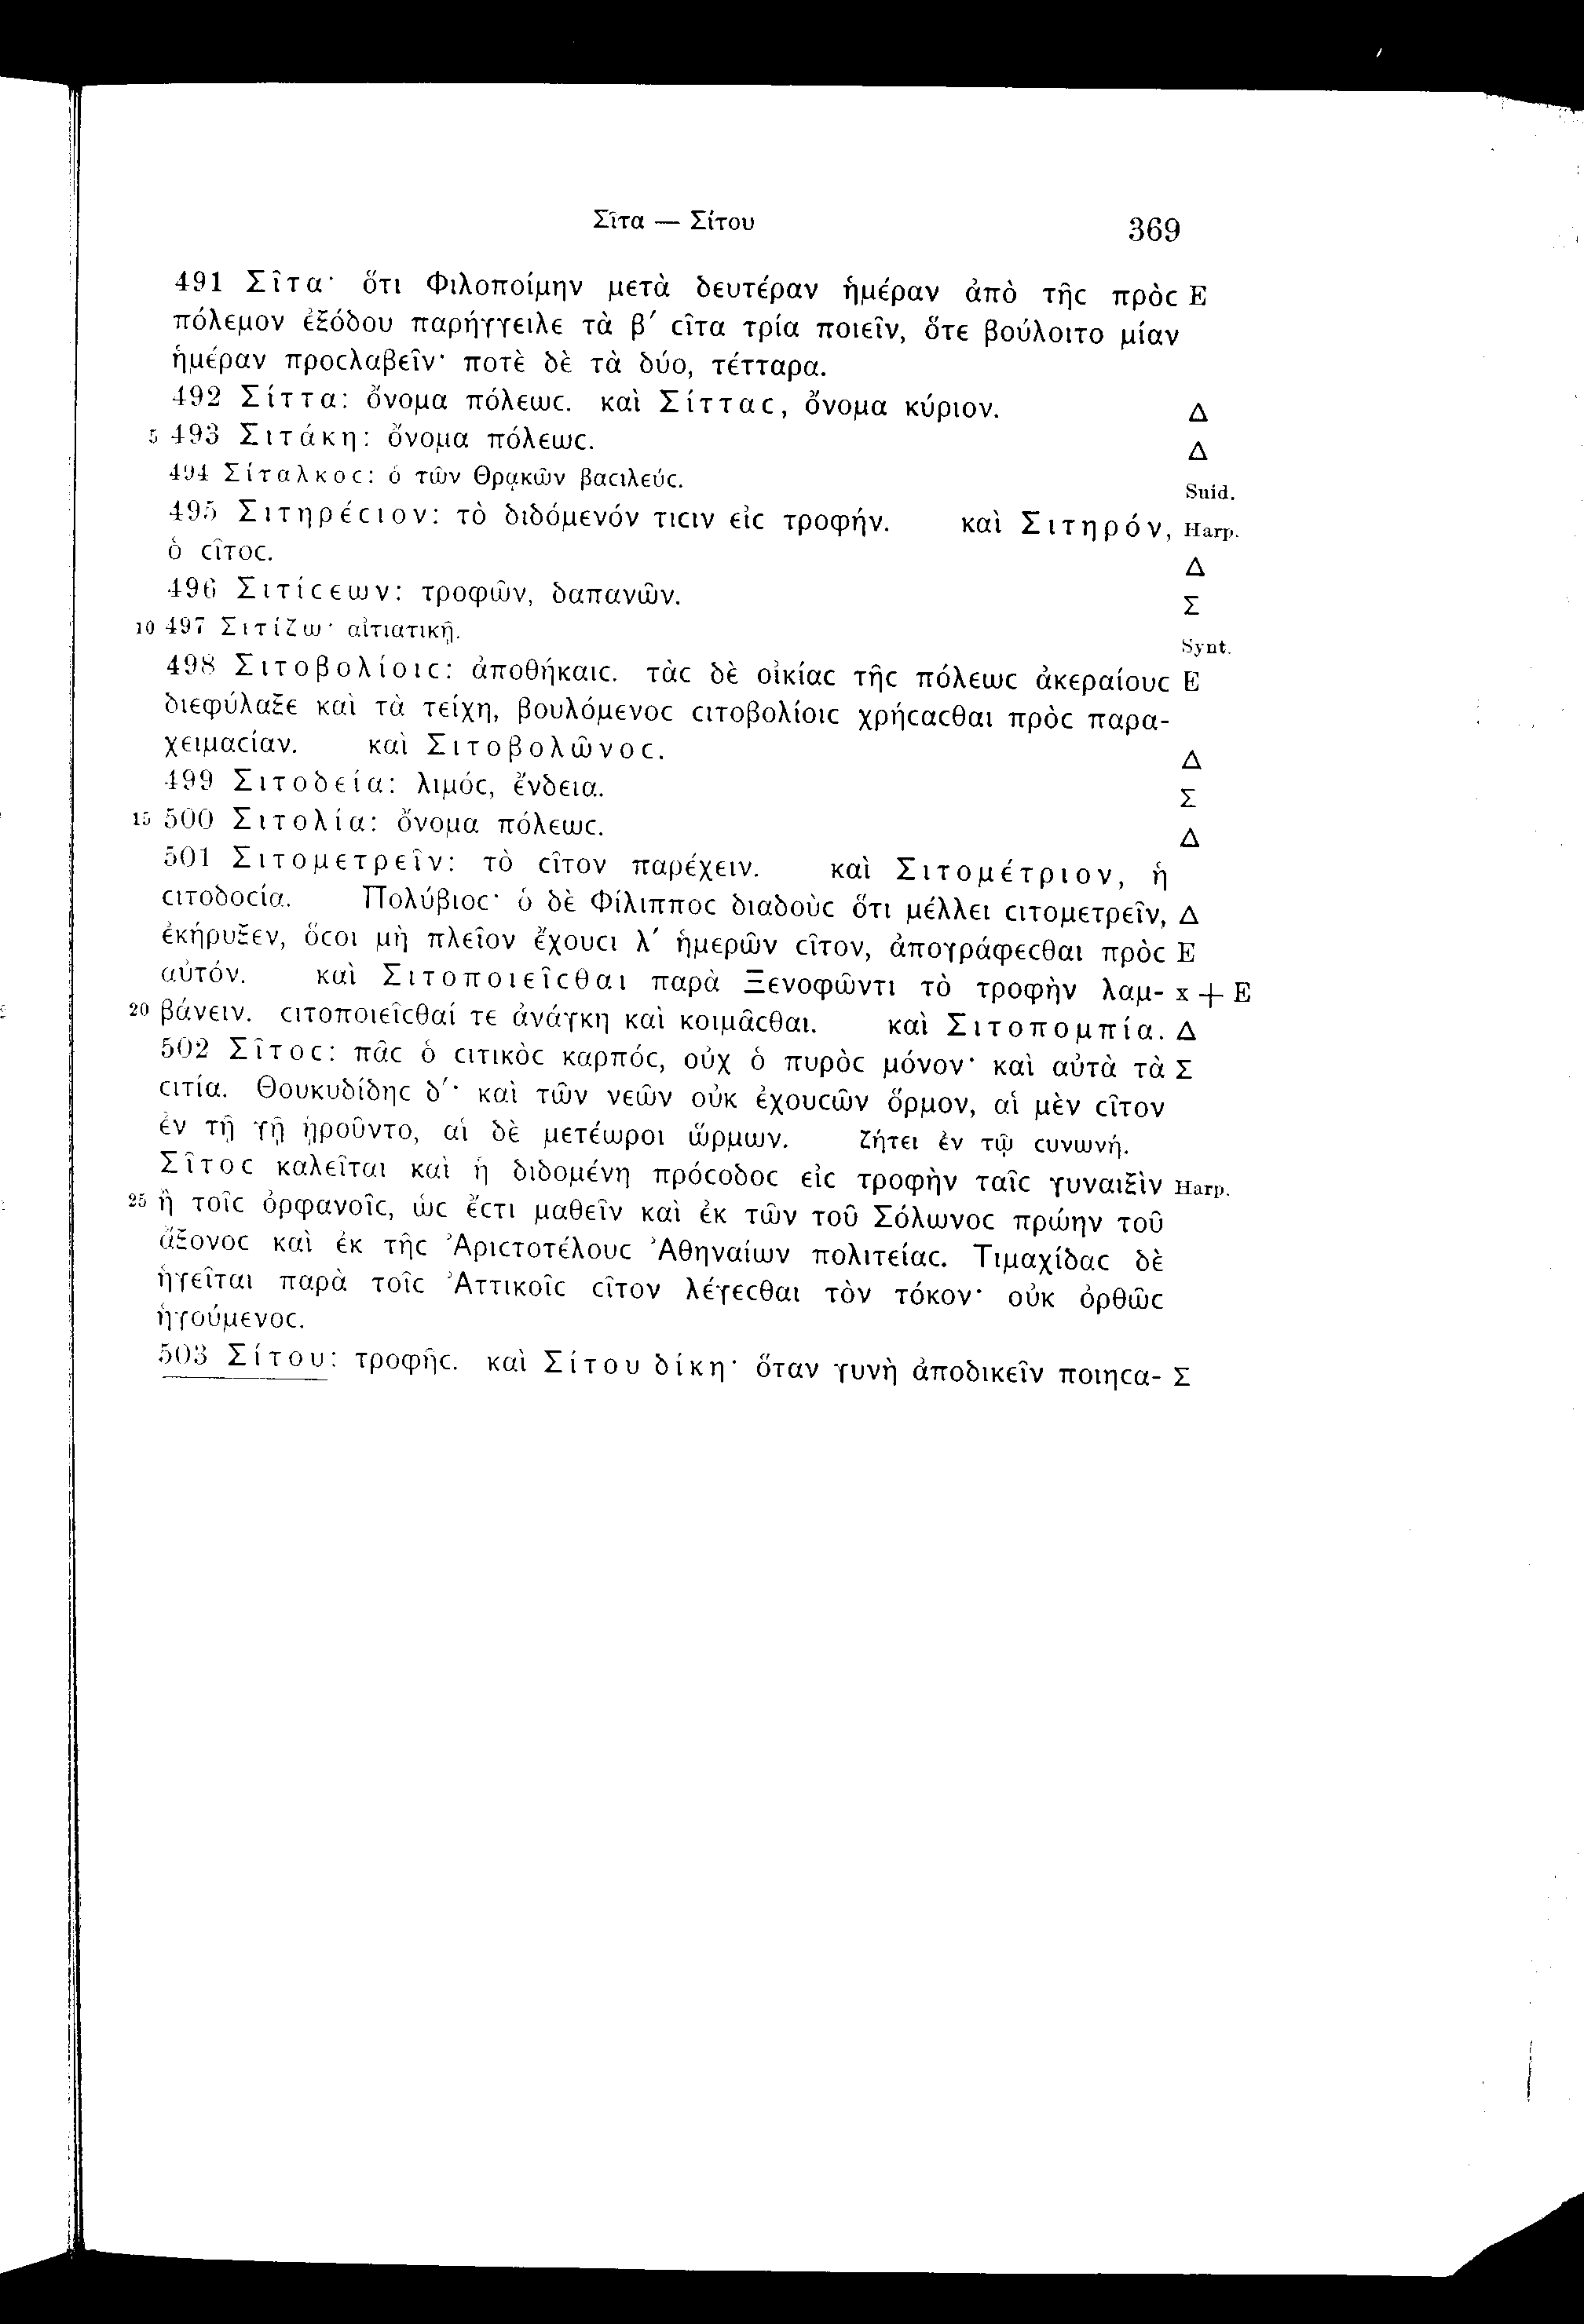 Σῖτα — Σίτου 369
491 Σῖτα· ὅτι Φιλοποίμην μετὰ δευτέραν ἡμέραν ἀπὸ τῆϲ πρὸϲ Ε
πόλεμον ἐξόδου παρήγγειλε τὰ β′ ϲῖτα τρία ποιεῖν, ὅτε βούλοιτο μίαν
ἡμέραν προϲλαβεῖν· ποτὲ δὲ τὰ δύο, τέτταρα.
492 Σίττα: ὄνομα πόλεωϲ. καὶ Σίτταϲ, ὄνομα κύριον. Δ
5 493 Σιτάκη: ὄνομα πόλεωϲ. Δ
494 Σίταλκοϲ: ὁ τῶν Θρᾳκῶν βαϲιλεύϲ. Suid.
495 Σιτηρέϲιον: τὸ διδόμενόν τιϲιν εἰϲ τροφήν. καὶ Σιτηρόν, Harp.
ὁ ϲῖτοϲ. Δ
496 Σιτίϲεων: τροφῶν, δαπανῶν. Σ
10 497 Σιτίζω· αἰτιατικῇ. Synt.
498 Σιτοβολίοιϲ: ἀποθήκαιϲ. τὰϲ δὲ οἰκίαϲ τῆϲ πόλεωϲ ἀκεραίουϲ Ε
διεφύλαξε καὶ τὰ τείχη, βουλόμενοϲ ϲιτοβολίοιϲ χρήϲαϲθαι πρὸϲ παρα-
χειμαϲίαν. καὶ Σιτοβολῶνοϲ. Δ
499 Σιτοδεία: λιμόϲ, ἔνδεια. Σ
15 500 Σιτολία: ὄνομα πόλεωϲ. Δ
501 Σιτομετρεῖν: τὸ ϲῖτον παρέχειν. καὶ Σιτομέτριον, ἡ
ϲιτοδοϲία. Πολύβιοϲ· ὁ δὲ Φίλιπποϲ διαδοὺϲ ὅτι μέλλει ϲιτομετρεῖν, Δ
ἐκήρυξεν, ὅϲοι μὴ πλεῖον ἔχουϲι λ′ ἡμερῶν ϲῖτον, ἀπογράφεϲθαι πρὸϲ Ε
αὐτόν. καὶ Σιτοποιεῖϲθαι παρὰ Ξενοφῶντι τὸ τροφὴν λαμ- x + E
20 βάνειν. ϲιτοποιεῖϲθαί τε ἀνάγκη καὶ κοιμᾶϲθαι. καὶ Σιτοπομπία. Δ
502 Σῖτοϲ: πᾶϲ ὁ ϲιτικὸϲ καρπόϲ, οὐχ ὁ πυρὸϲ μόνον· καὶ αὐτὰ τὰ Σ
ϲιτία. Θουκυδίδηϲ δ′· καὶ τῶν νεῶν οὐκ ἐχουϲῶν ὅρμον, αἱ μὲν ϲῖτον
ἐν τῇ γῇ ᾑροῦντο, αἱ δὲ μετέωροι ὥρμων. ζήτει ἐν τῷ ϲυνωνή.
Σῖτοϲ καλεῖται καὶ ἡ διδομένη πρόϲοδοϲ εἰϲ τροφὴν ταῖϲ γυναιξὶν Harp.
25 ἢ τοῖϲ ὀρφανοῖϲ, ὡϲ ἔϲτι μαθεῖν καὶ ἐκ τῶν τοῦ Σόλωνοϲ πρώην τοῦ
ἄξονοϲ καὶ ἐκ τῆϲ Ἀριϲτοτέλουϲ Ἀθηναίων πολιτείαϲ. Τιμαχίδαϲ δὲ
ἡγεῖται παρὰ τοῖϲ Ἀττικοῖϲ ϲῖτον λέγεϲθαι τὸν τόκον· οὐκ ὀρθῶϲ
ἡγούμενοϲ.
503 Σίτου: τροφῆϲ. καὶ Σίτου δίκη· ὅταν γυνὴ ἀποδικεῖν ποιηϲα- Σ